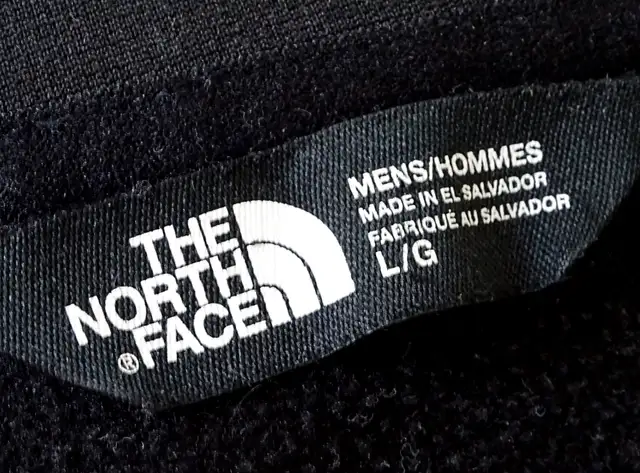 THE
NORTH
FACE
®
MENS/HOMMES
MADE IN EL SALVADOR
FABRIQUÉ AU SALVADOR
L/G